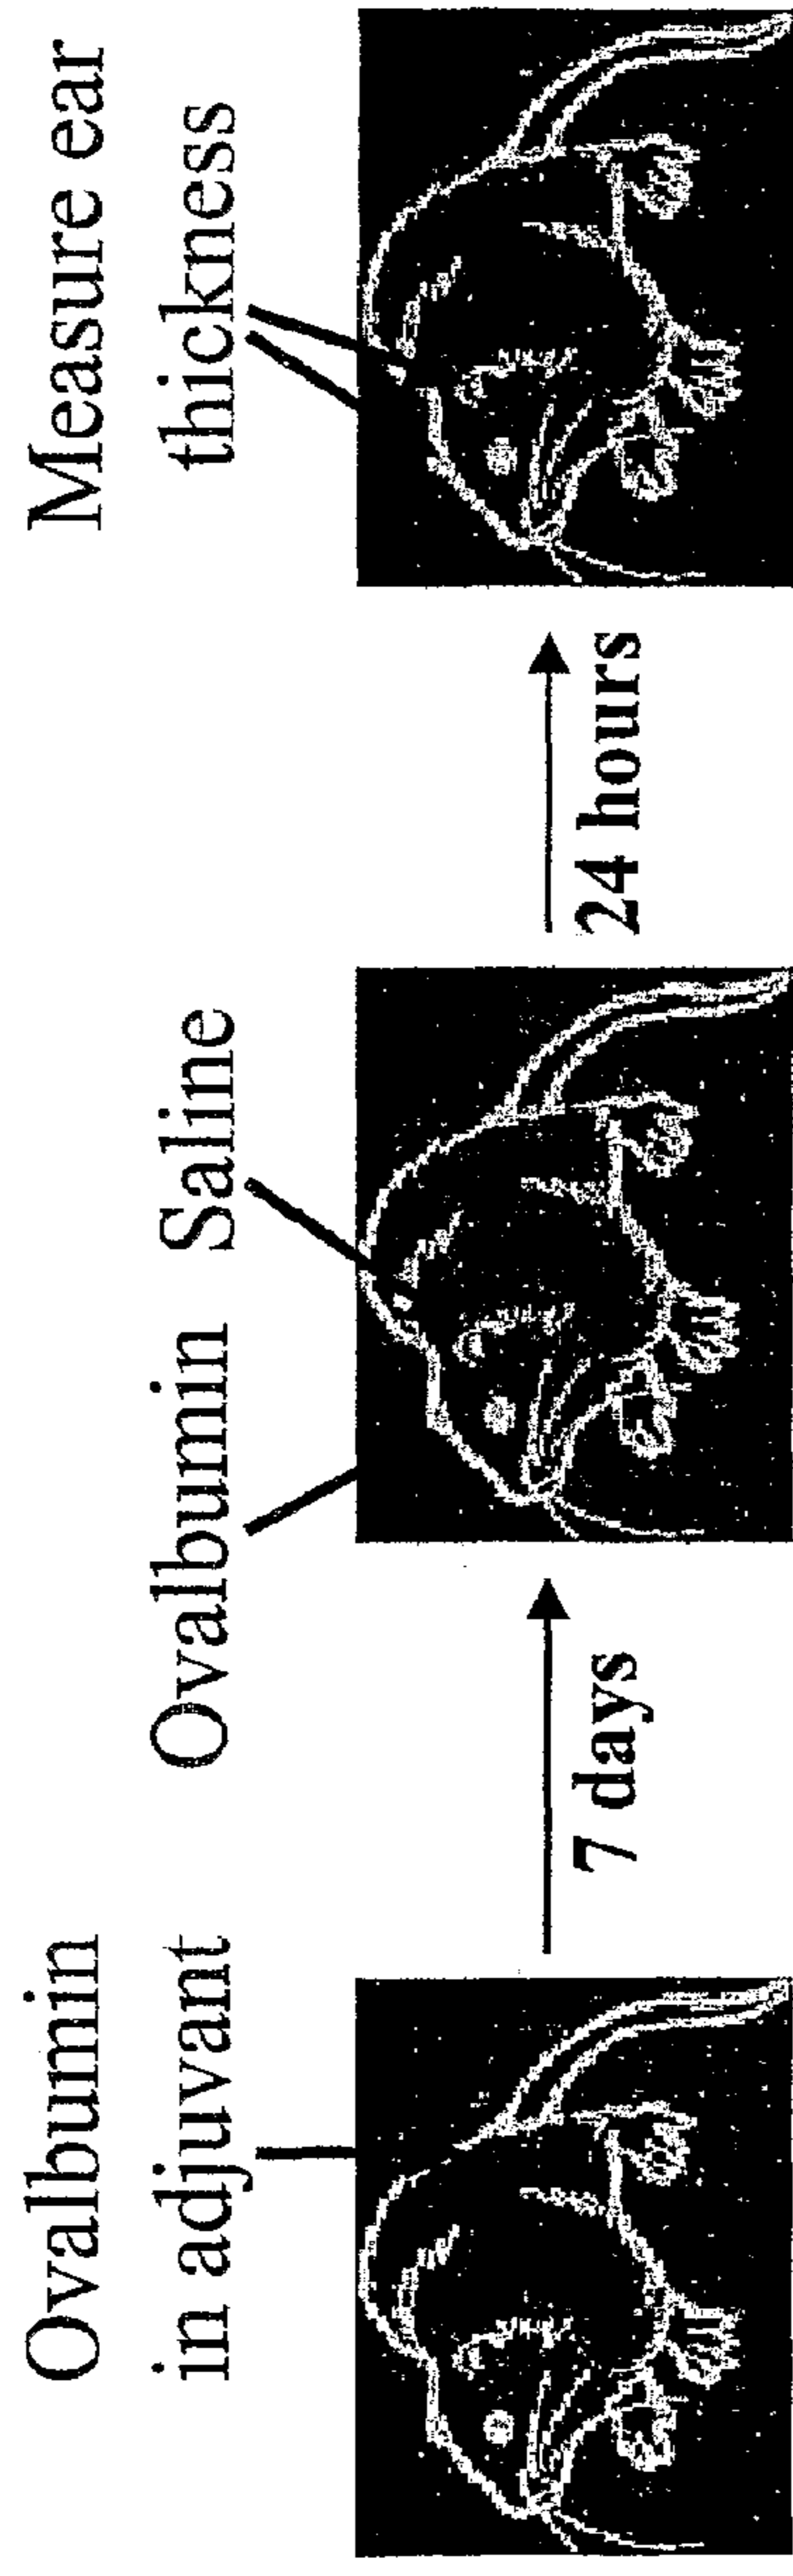 Ovalbumin
in adjuvant
7 days
Ovalbumin Saline
24 hours
Measure ear
thickness